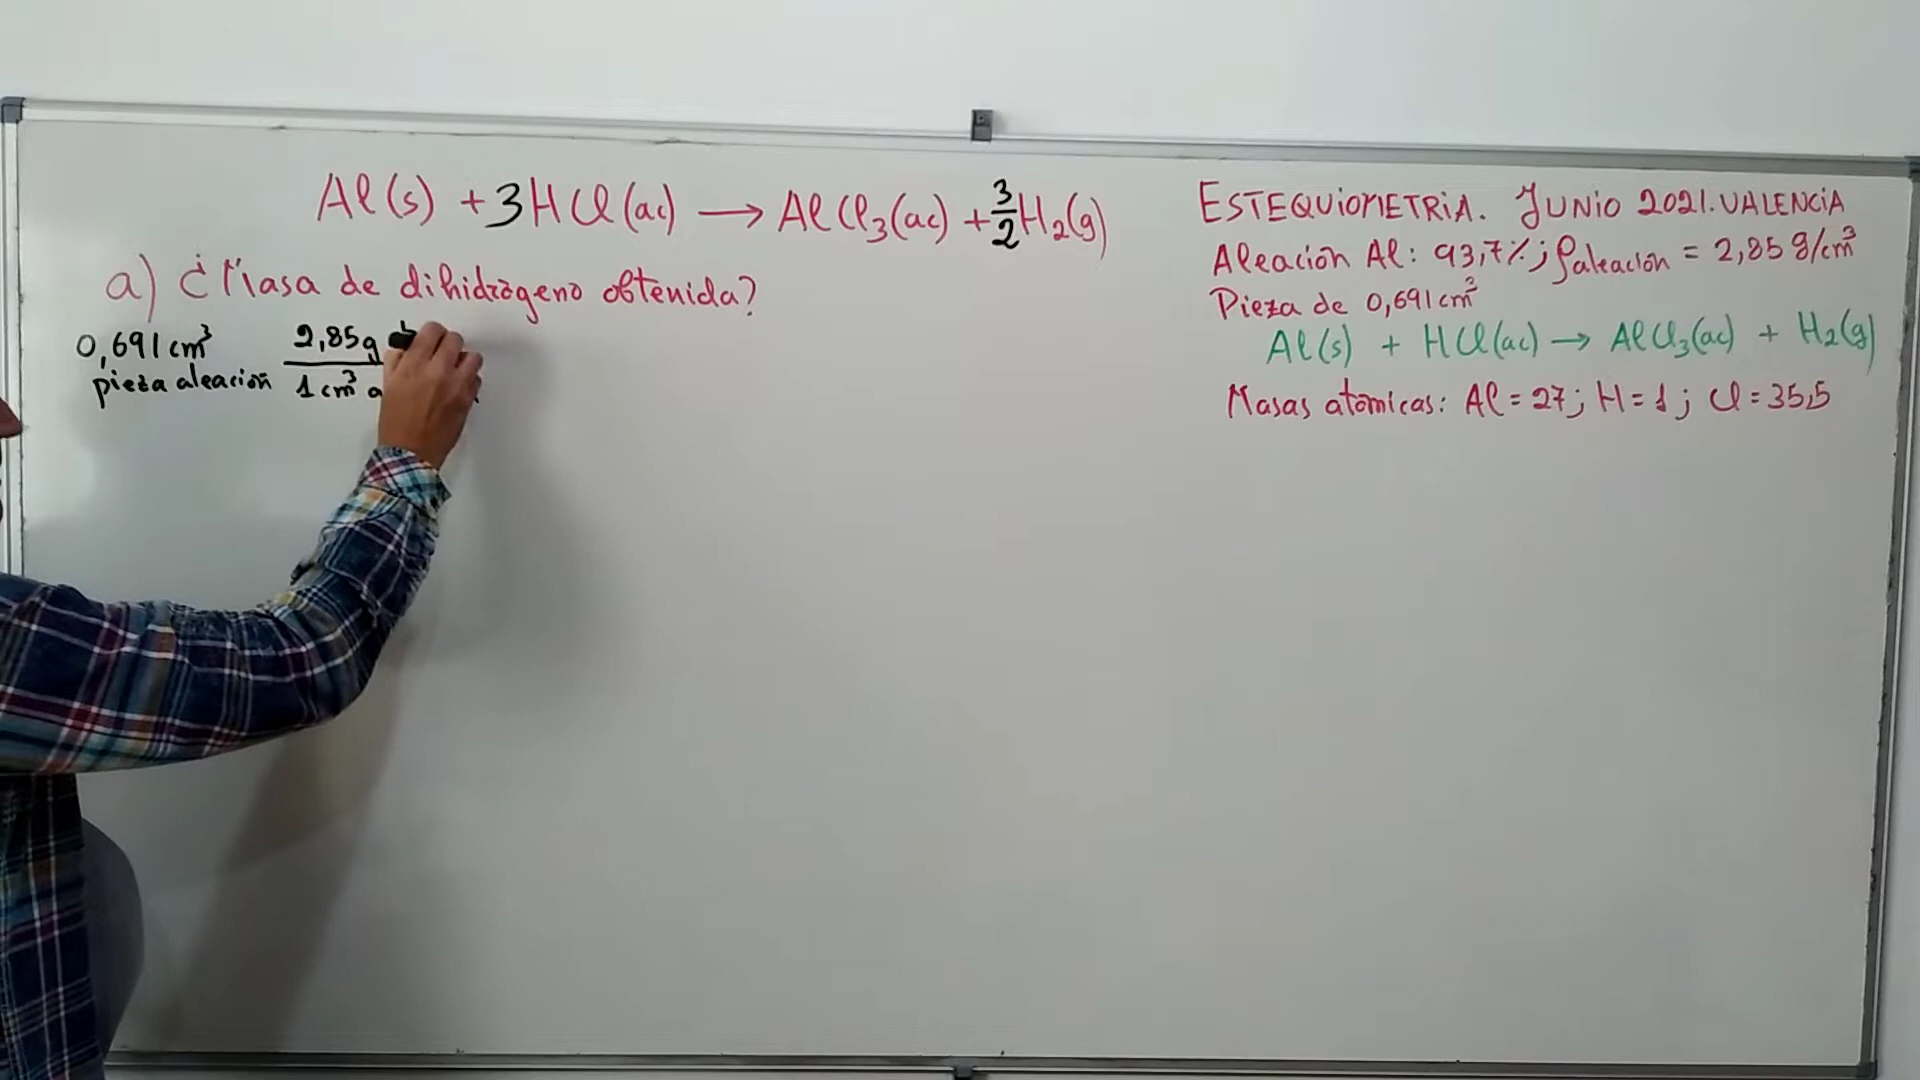 Al(s) + 3HCl(ac) → AlCl₃(ac) + 3/2 H₂(g)
a) ¿Masa de dihidrógeno obtenida?
0,691 cm³ 2,85g
pieza aleación 1 cm³ a
ESTEQUIOMETRIA. JUNIO 2021. VALENCIA
Aleación Al: 93,7%; ρaleación = 2,85 g/cm³
Pieza de 0,691 cm³
Al(s) + HCl(ac) → AlCl₃(ac) + H₂(g)
Masas atomicas: Al = 27; H = 1; Cl = 35,5